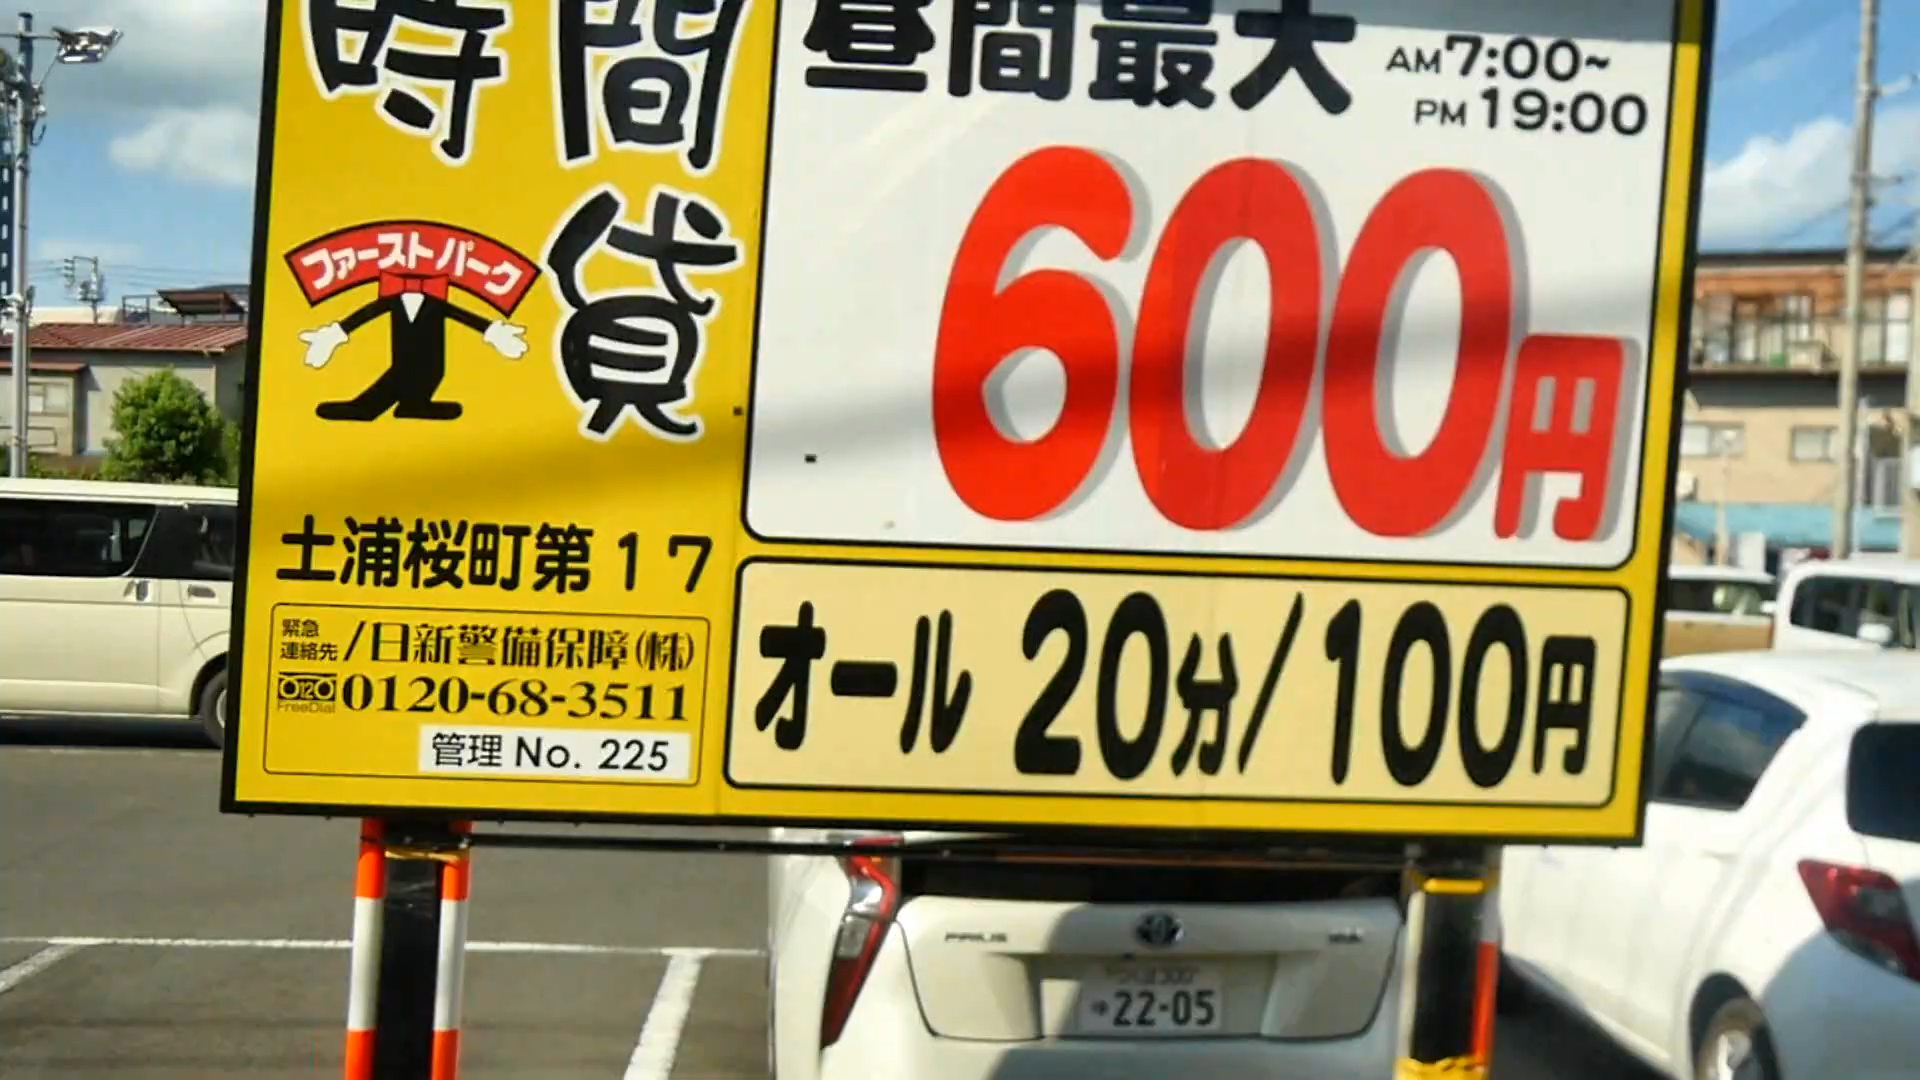 時間
貸
ファーストパーク
土浦桜町第17
緊急
連絡先/日新警備保障(株)
FreeDial 0120-68-3511
管理 No. 225
昼間最大 AM7:00~
PM19:00
600円
オール 20分/100円
PRIUS
22-05